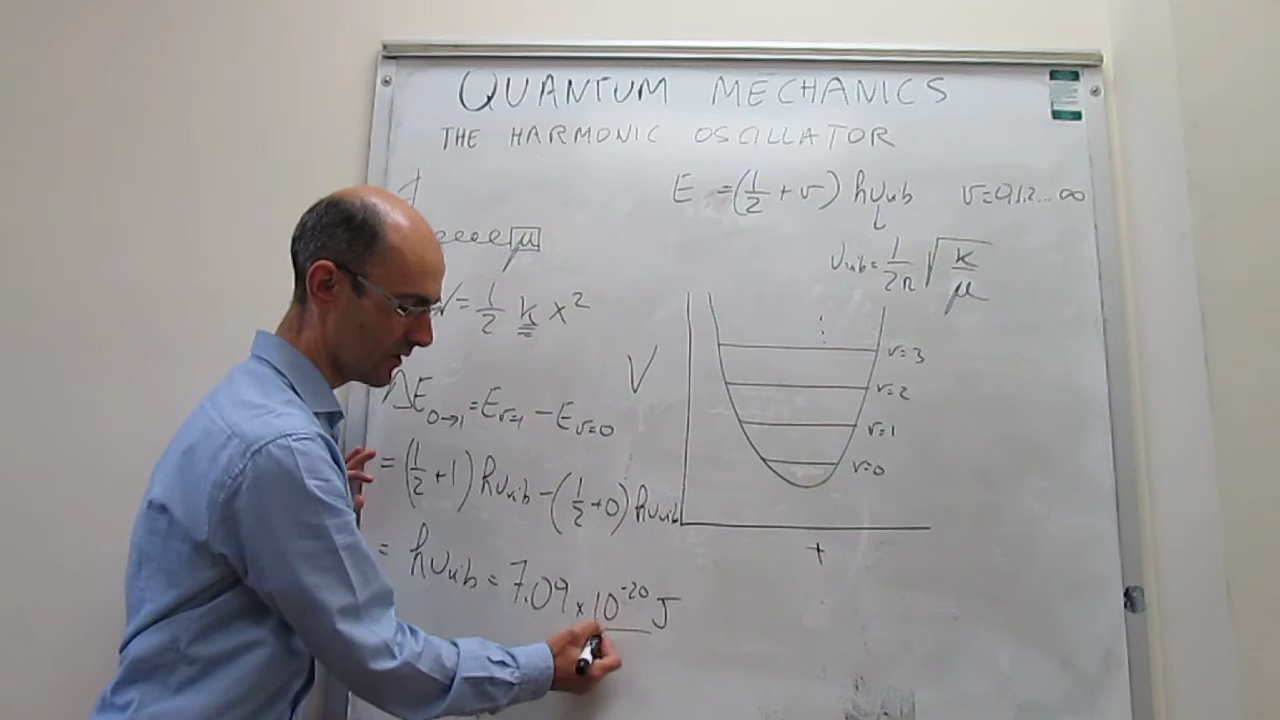 QUANTUM MECHANICS
THE HARMONIC OSCILLATOR
E = (1/2 + v) hνvib v=0,1,2...∞
μ
νvib = 1/2π √k/μ
V = 1/2 k x²
V
v=3
v=2
v=1
v=0
ΔE0→1 = Ev=1 − Ev=0
= (1/2 + 1) hνvib − (1/2 + 0) hνvib
= hνvib = 7.09 × 10⁻²⁰ J